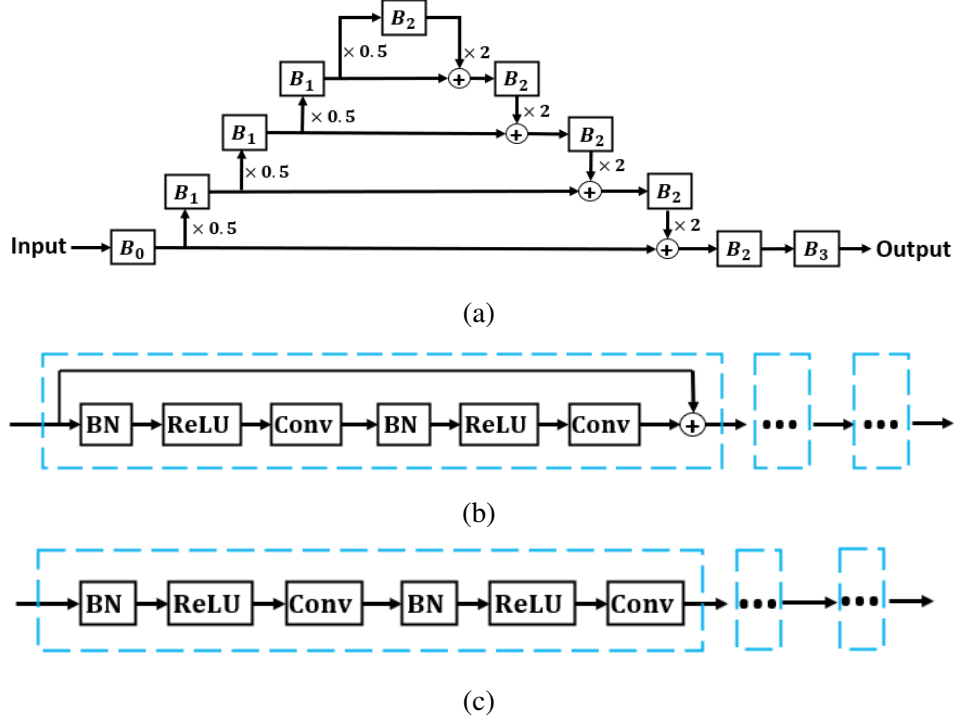 B₂
× 0.5 × 2
B₁ + B₂
× 0.5 × 2
B₁ + B₂
× 0.5 × 2
B₁ + B₂
× 0.5 × 2
Input B₀ + B₂ B₃ Output
(a)
BN ReLU Conv BN ReLU Conv + ••• •••
(b)
BN ReLU Conv BN ReLU Conv ••• •••
(c)